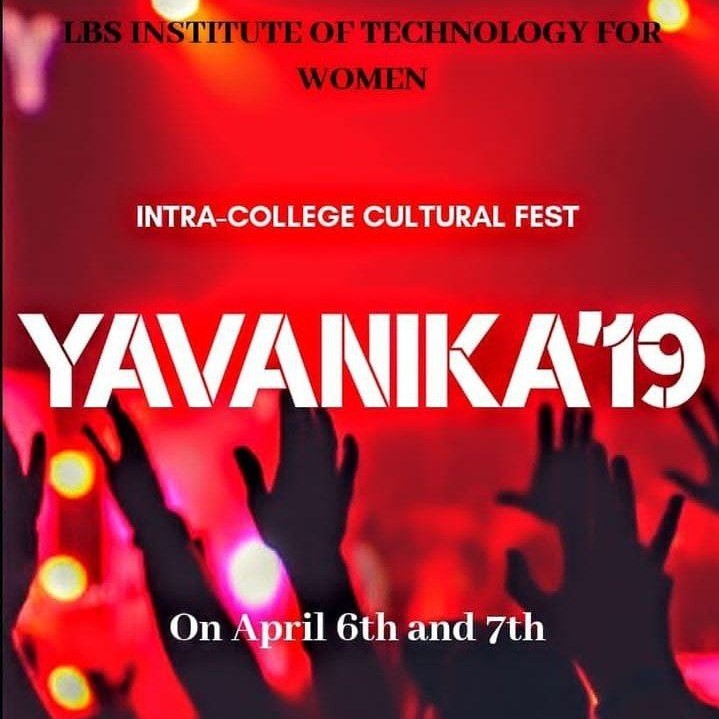 LBS INSTITUTE OF TECHNOLOGY FOR
WOMEN
INTRA-COLLEGE CULTURAL FEST
YAVANIKA'19
On April 6th and 7th